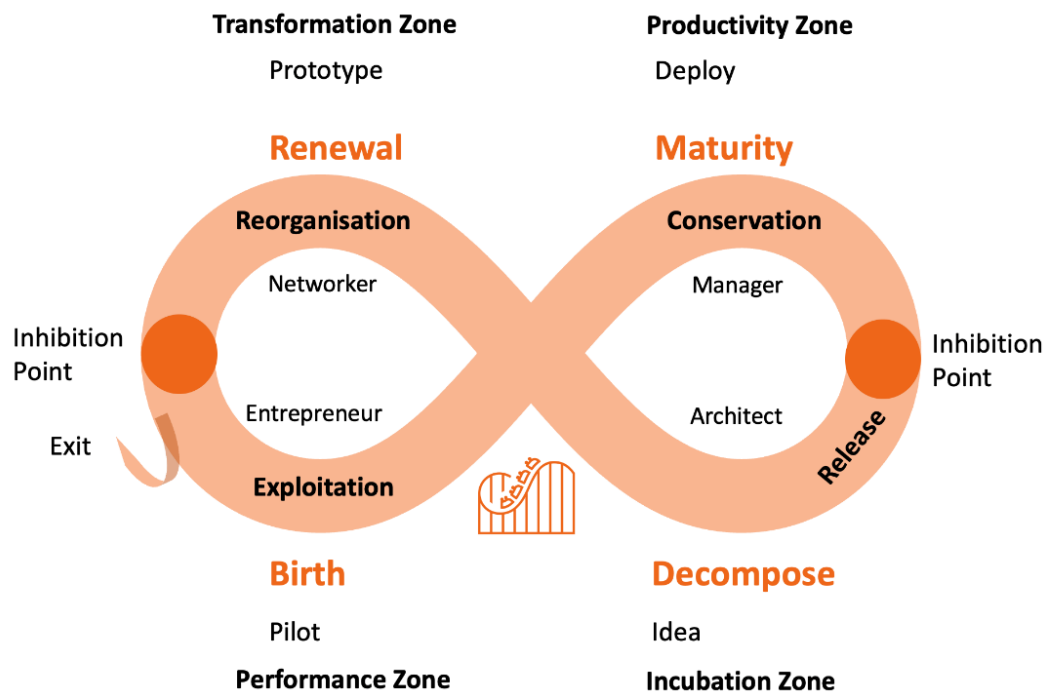 Transformation Zone
Productivity Zone
Prototype
Deploy
Renewal
Maturity
Reorganisation
Conservation
Networker
Manager
Inhibition
Point
Inhibition
Point
Entrepreneur
Architect
Exit
Release
Exploitation
Birth
Decompose
Pilot
Idea
Performance Zone
Incubation Zone